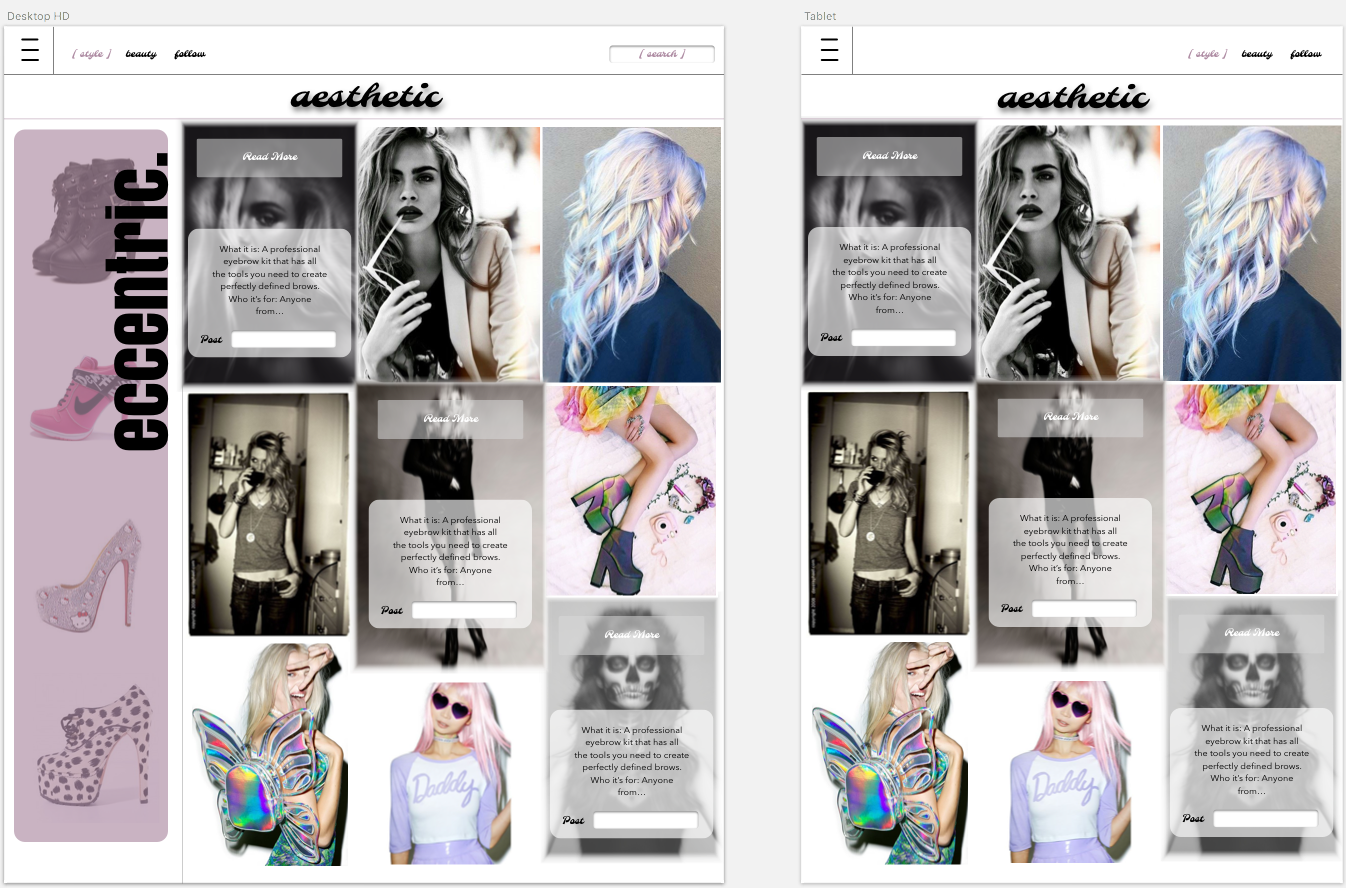 Desktop HD
{ style } beauty follow { search }
aesthetic
eccentric.
Read More
What it is: A professional
eyebrow kit that has all
the tools you need to create
perfectly defined brows.
Who it's for: Anyone
from…
Post
Read More
What it is: A professional
eyebrow kit that has all
the tools you need to create
perfectly defined brows.
Who it's for: Anyone
from…
Post
Read More
What it is: A professional
eyebrow kit that has all
the tools you need to create
perfectly defined brows.
Who it's for: Anyone
from…
Post
Daddy
Tablet
{ style } beauty follow
aesthetic
Read More
What it is: A professional
eyebrow kit that has all
the tools you need to create
perfectly defined brows.
Who it's for: Anyone
from…
Post
Read More
What it is: A professional
eyebrow kit that has all
the tools you need to create
perfectly defined brows.
Who it's for: Anyone
from…
Post
Read More
What it is: A professional
eyebrow kit that has all
the tools you need to create
perfectly defined brows.
Who it's for: Anyone
from…
Post
Daddy